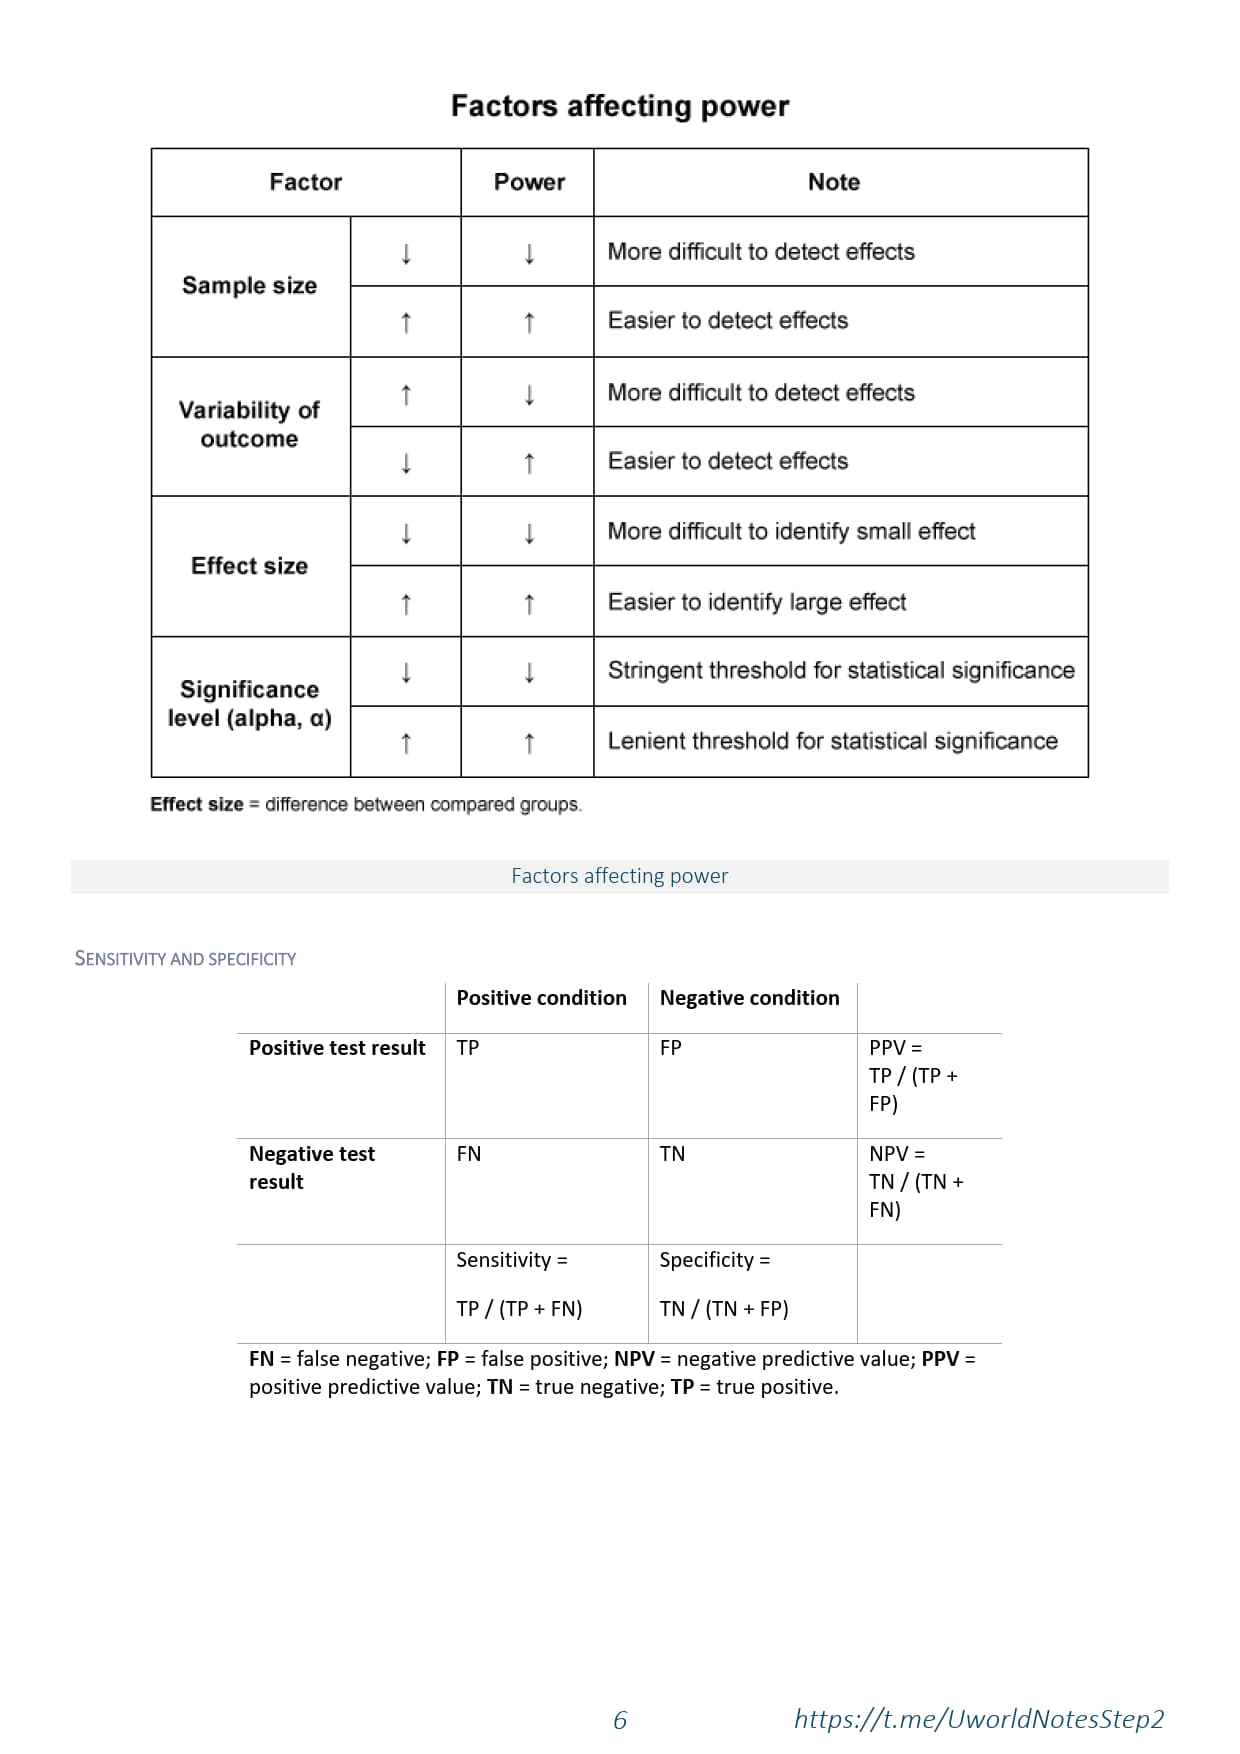 Factors affecting power
Factor Power Note
Sample size
↓ ↓ More difficult to detect effects
↑ ↑ Easier to detect effects
Variability of
outcome
↑ ↓ More difficult to detect effects
↓ ↑ Easier to detect effects
Effect size
↓ ↓ More difficult to identify small effect
↑ ↑ Easier to identify large effect
Significance
level (alpha, α)
↓ ↓ Stringent threshold for statistical significance
↑ ↑ Lenient threshold for statistical significance
Effect size = difference between compared groups.
Factors affecting power
SENSITIVITY AND SPECIFICITY
Positive condition Negative condition
Positive test result TP FP PPV =
TP / (TP +
FP)
Negative test FN TN NPV =
result TN / (TN +
FN)
Sensitivity = Specificity =
TP / (TP + FN) TN / (TN + FP)
FN = false negative; FP = false positive; NPV = negative predictive value; PPV =
positive predictive value; TN = true negative; TP = true positive.
6 https://t.me/UworldNotesStep2